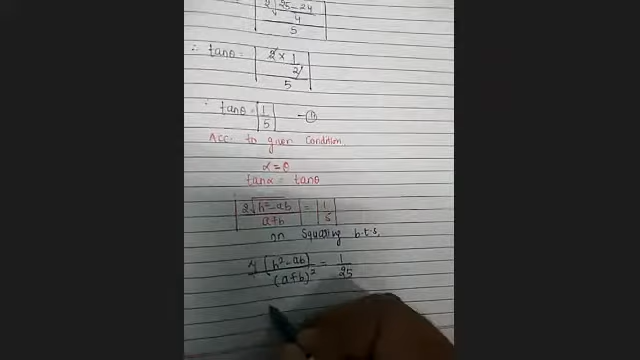 2√25-24/4
5
∴ tanθ = |2 × 1/2 / 5|
∴ tanθ = |1/5| - ⓘⓘ
Acc. to given Condition
α = θ
tanα = tanθ
|2√h²-ab / a+b| = |1/5|
Squaring b.t.s,
4(h²-ab) / (a+b)² = 1/25